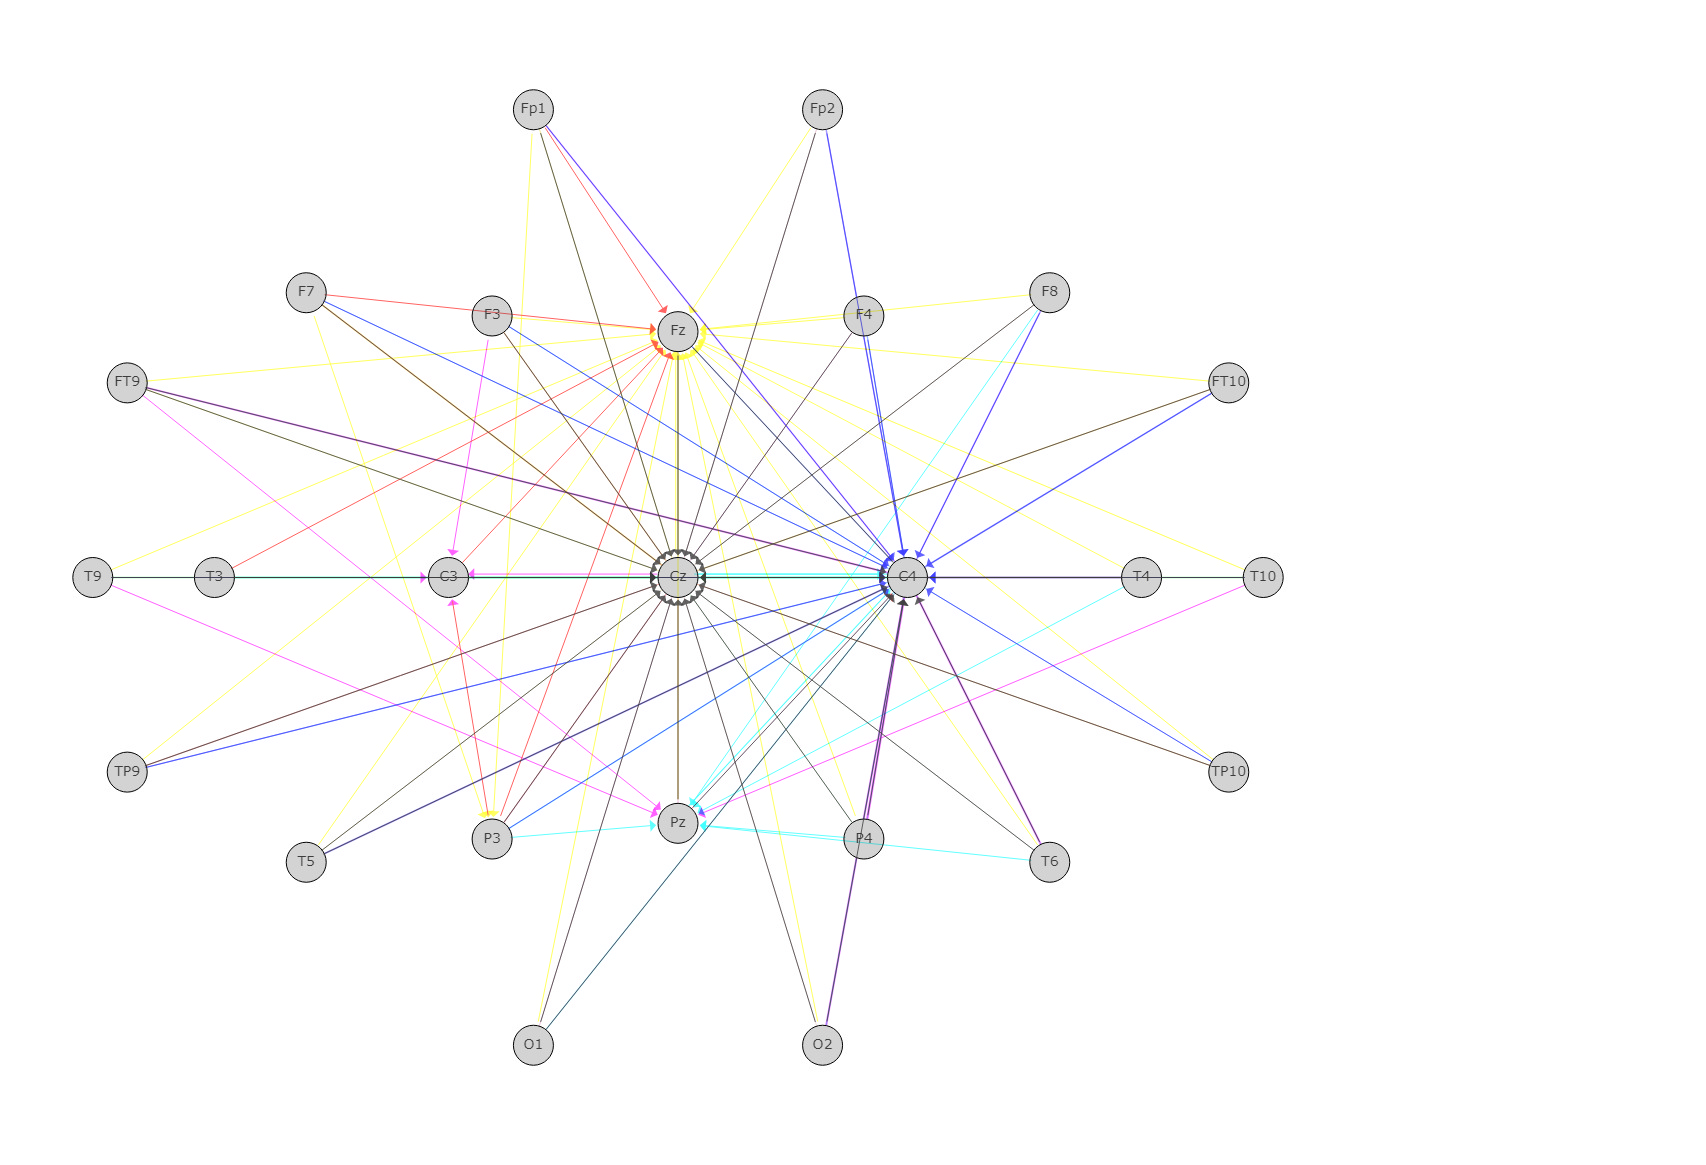 Fp1 Fp2
F7 F3 Fz F4 F8
FT9 FT10
T9 T3 C3 Cz C4 T4 T10
TP9 TP10
T5 P3 Pz P4 T6
O1 O2